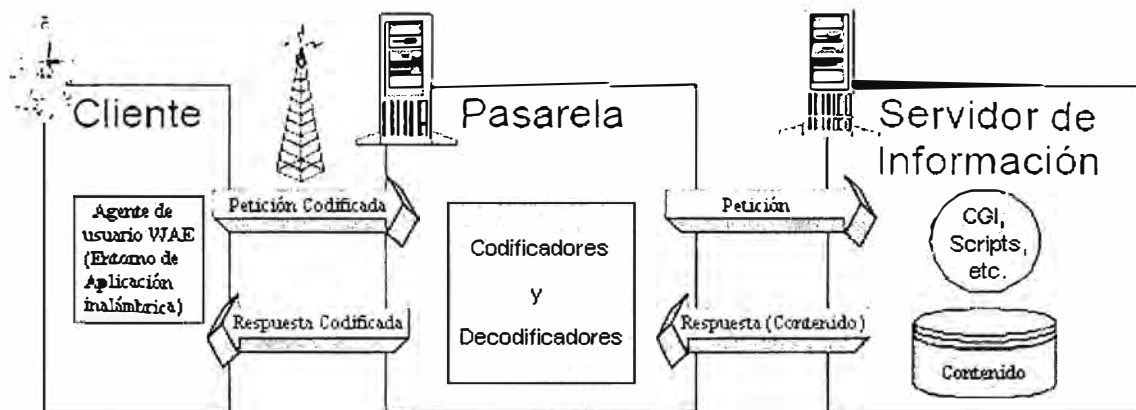 Cliente
Pasarela
Servidor de
Información
Agente de
usuario WAE
(Entorno de
Aplicación
inalámbrica)
Petición Codificada
Respuesta Codificada
Codificadores
y
Decodificadores
Petición
Respuesta (Contenido)
CGI,
Scripts,
etc.
Contenido